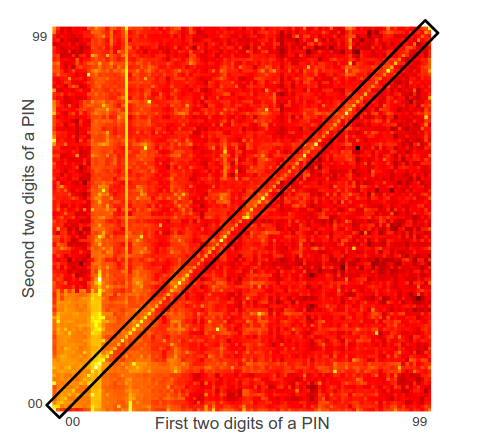 99
Second two digits of a PIN
00
00
First two digits of a PIN
99